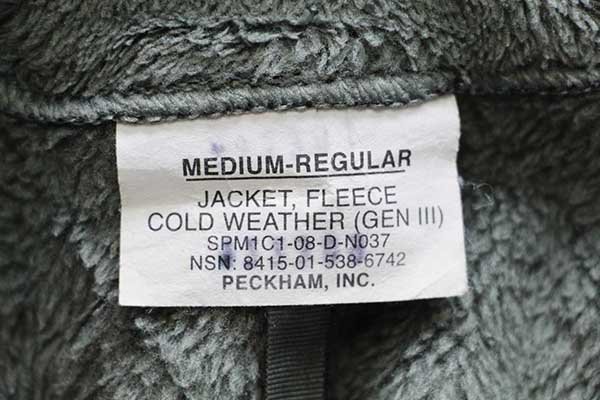 MEDIUM-REGULAR
JACKET, FLEECE
COLD WEATHER (GEN III)
SPM1C1-08-D-N037
NSN: 8415-01-538-6742
PECKHAM, INC.